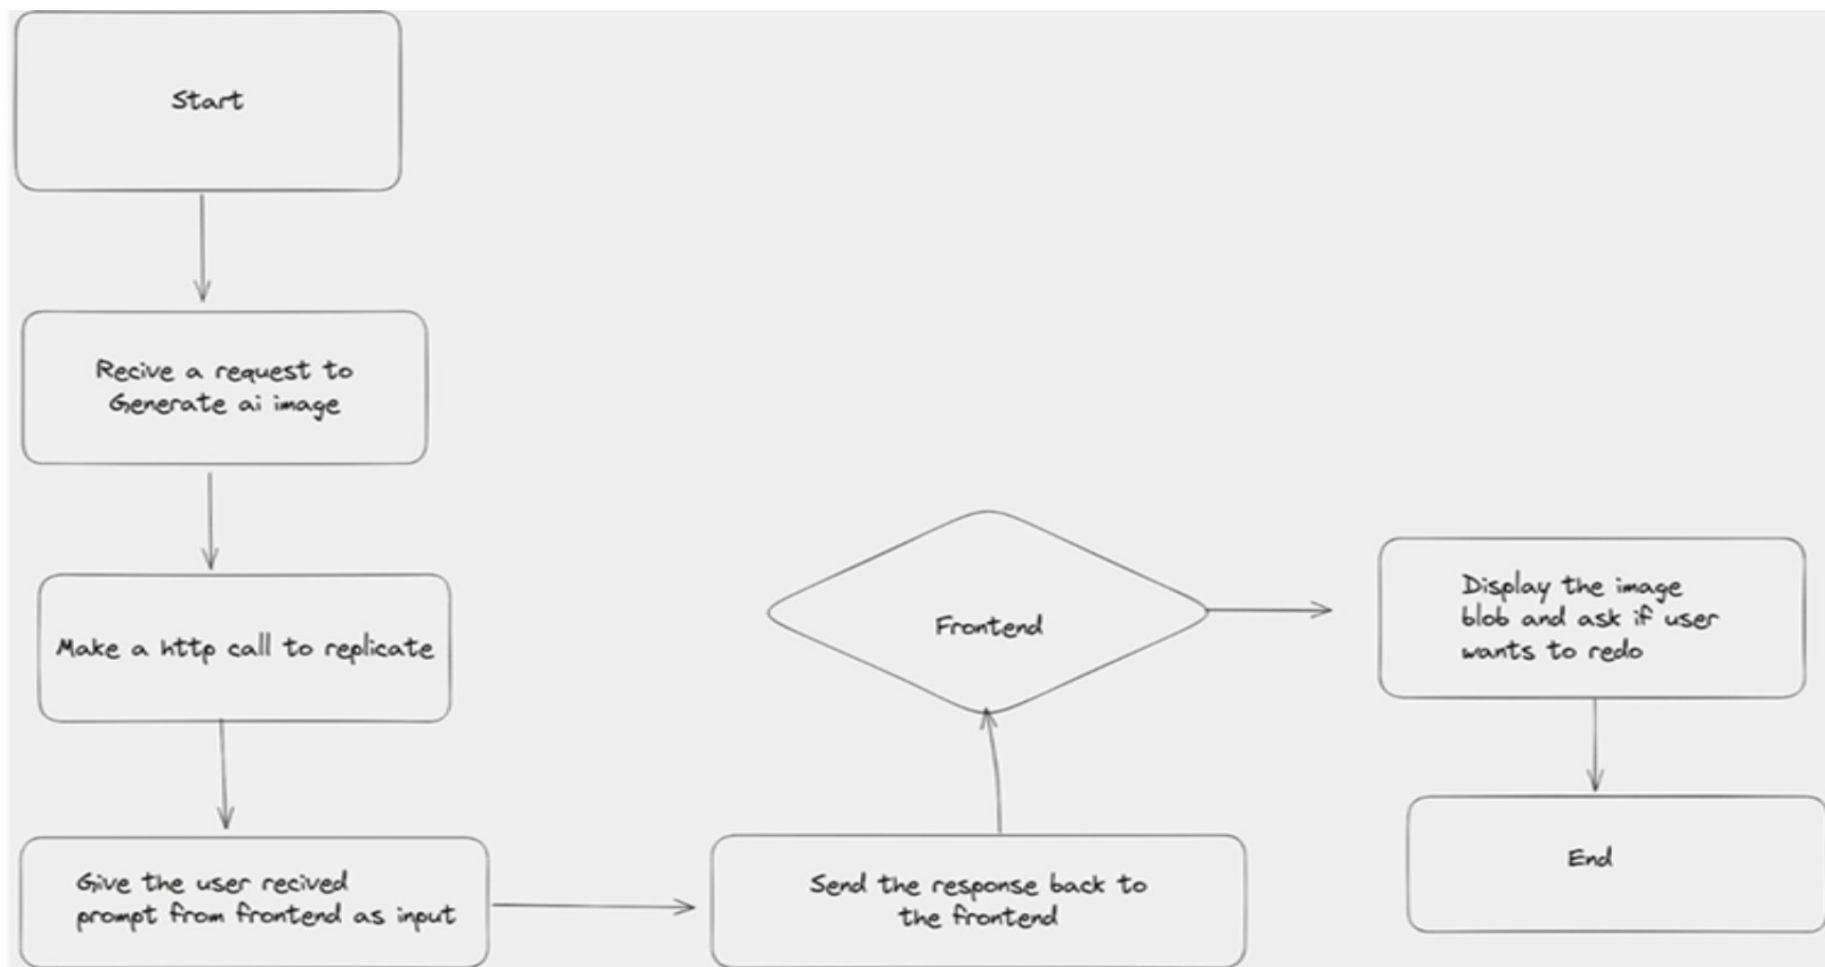 Start
Recive a request to
Generate ai image
Make a http call to replicate
Give the user recived
prompt from frontend as input
Send the response back to
the frontend
Frontend
Display the image
blob and ask if user
wants to redo
End